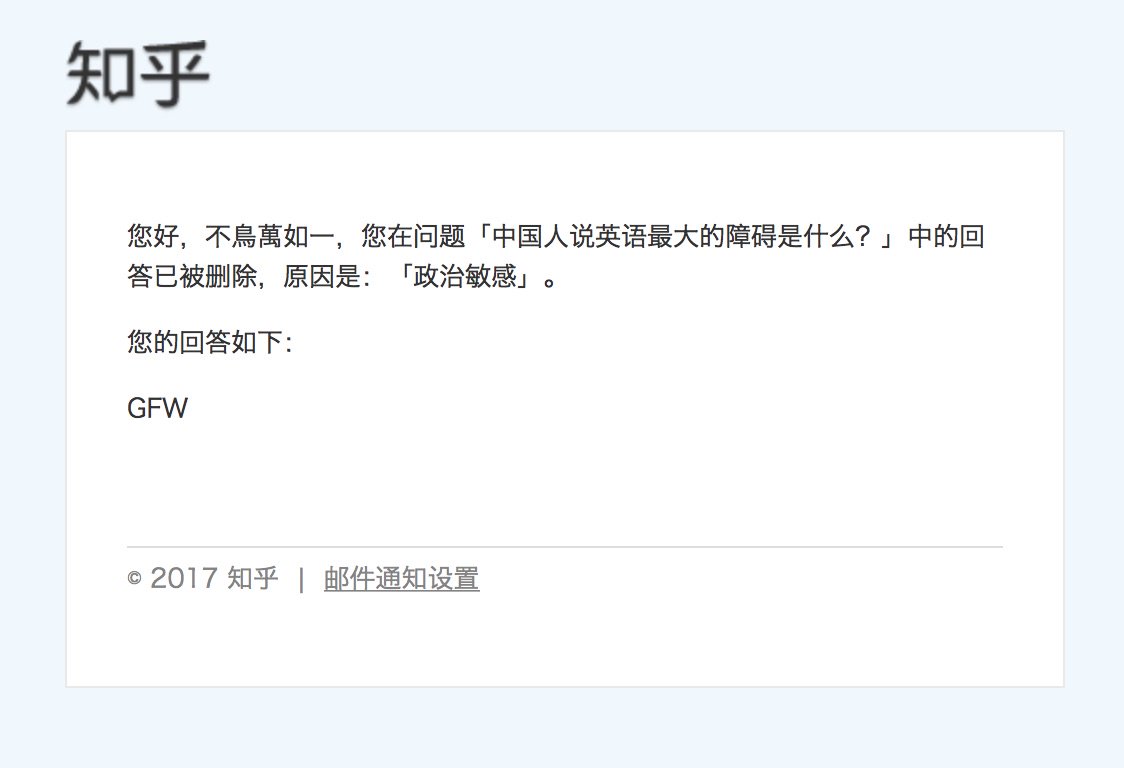 知乎
您好，不鳥萬如一，您在问题「中国人说英语最大的障碍是什么？」中的回
答已被删除，原因是：「政治敏感」。
您的回答如下：
GFW
© 2017 知乎 | 邮件通知设置